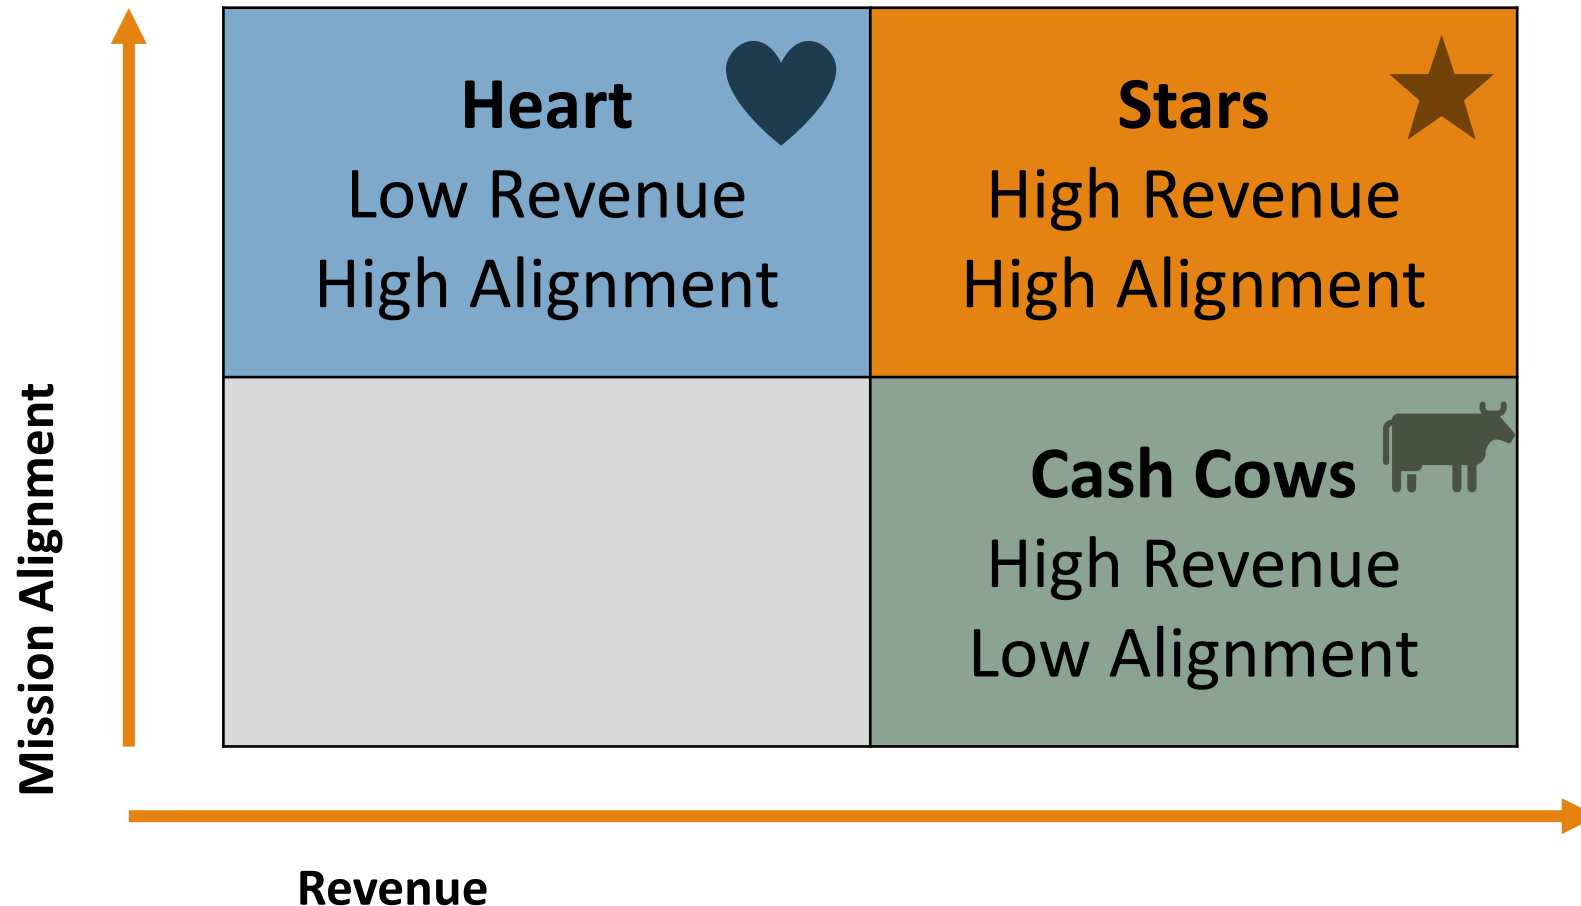 Heart
Low Revenue
High Alignment
Stars
High Revenue
High Alignment
Cash Cows
High Revenue
Low Alignment
Mission Alignment
Revenue